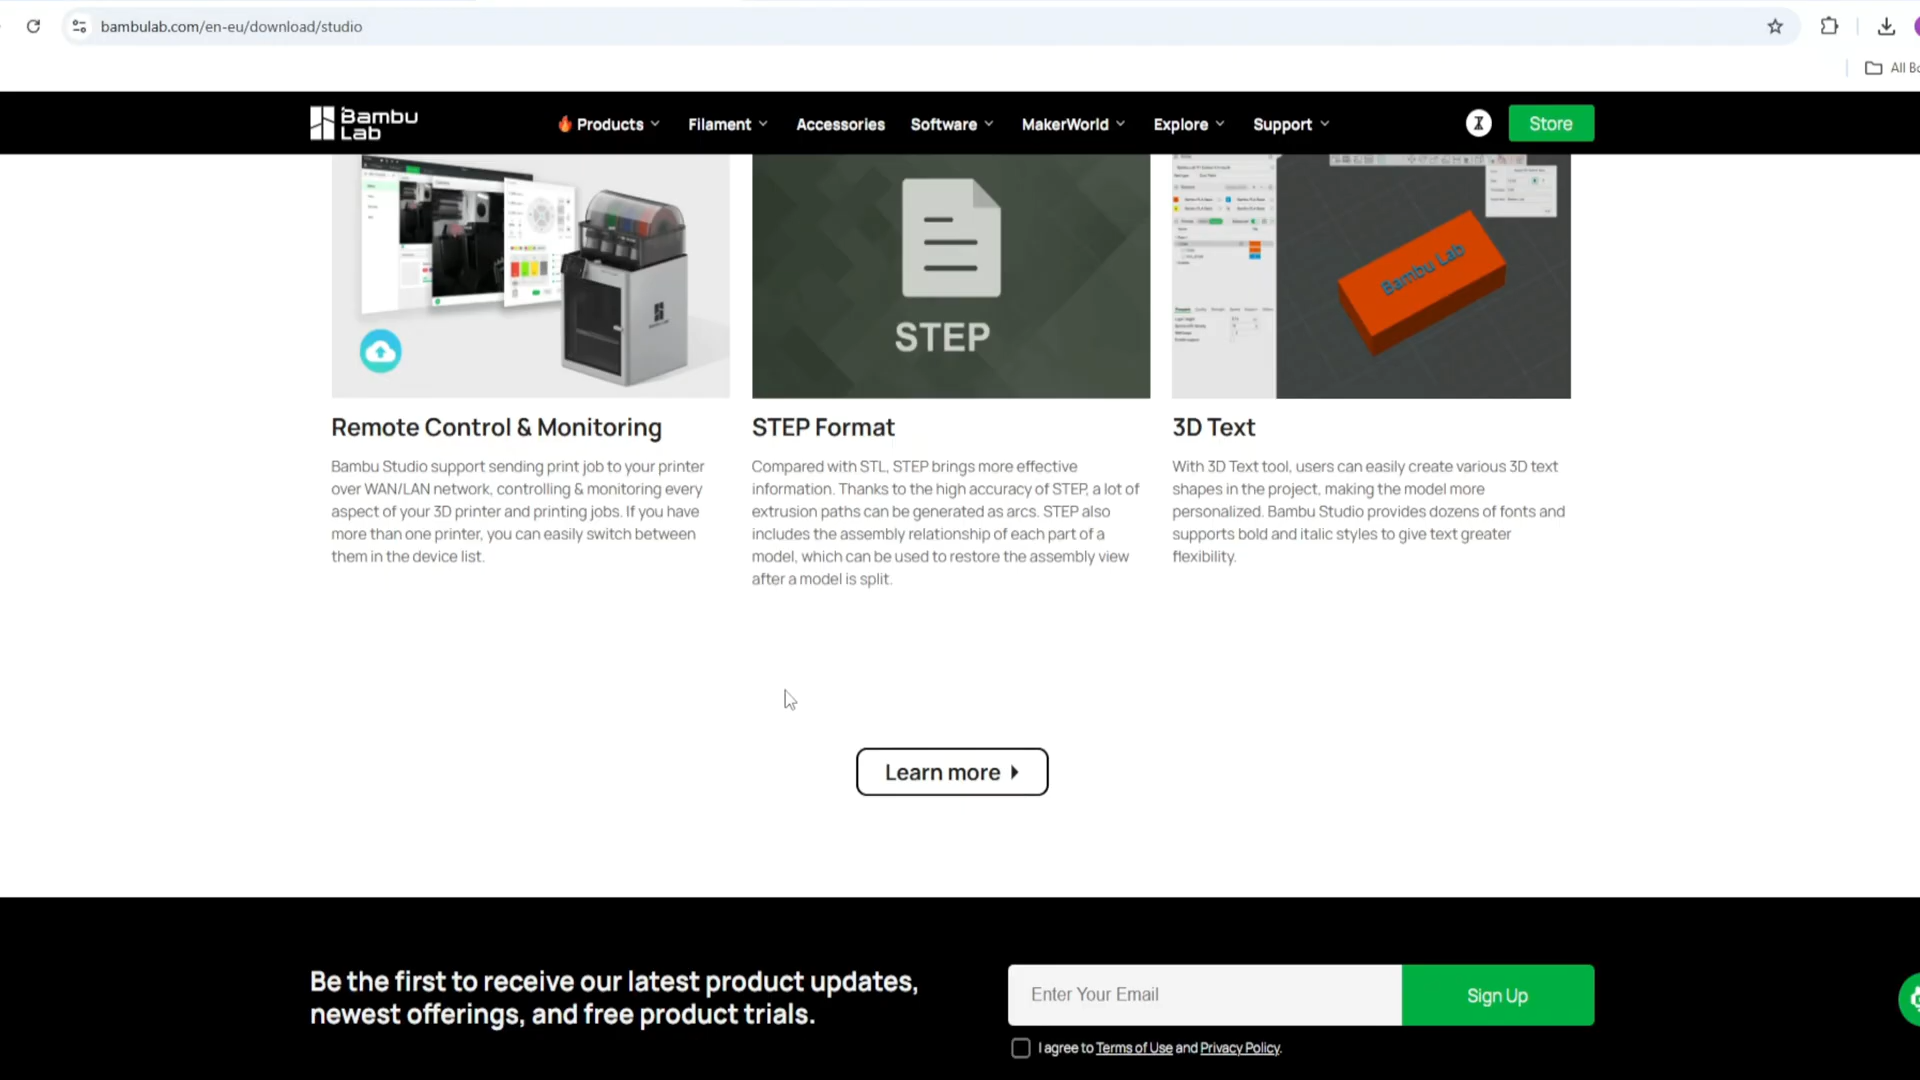 bambulab.com/en-eu/download/studio
All Bo
Bambu
Lab
Products
Filament
Accessories
Software
MakerWorld
Explore
Support
Store
STEP
Bambu Lab
Remote Control & Monitoring
Bambu Studio support sending print job to your printer
over WAN/LAN network, controlling & monitoring every
aspect of your 3D printer and printing jobs. If you have
more than one printer, you can easily switch between
them in the device list.
STEP Format
Compared with STL, STEP brings more effective
information. Thanks to the high accuracy of STEP, a lot of
extrusion paths can be generated as arcs. STEP also
includes the assembly relationship of each part of a
model, which can be used to restore the assembly view
after a model is split.
3D Text
With 3D Text tool, users can easily create various 3D text
shapes in the project, making the model more
personalized. Bambu Studio provides dozens of fonts and
supports bold and italic styles to give text greater
flexibility.
Learn more
Be the first to receive our latest product updates,
newest offerings, and free product trials.
Enter Your Email
Sign Up
I agree to Terms of Use and Privacy Policy.